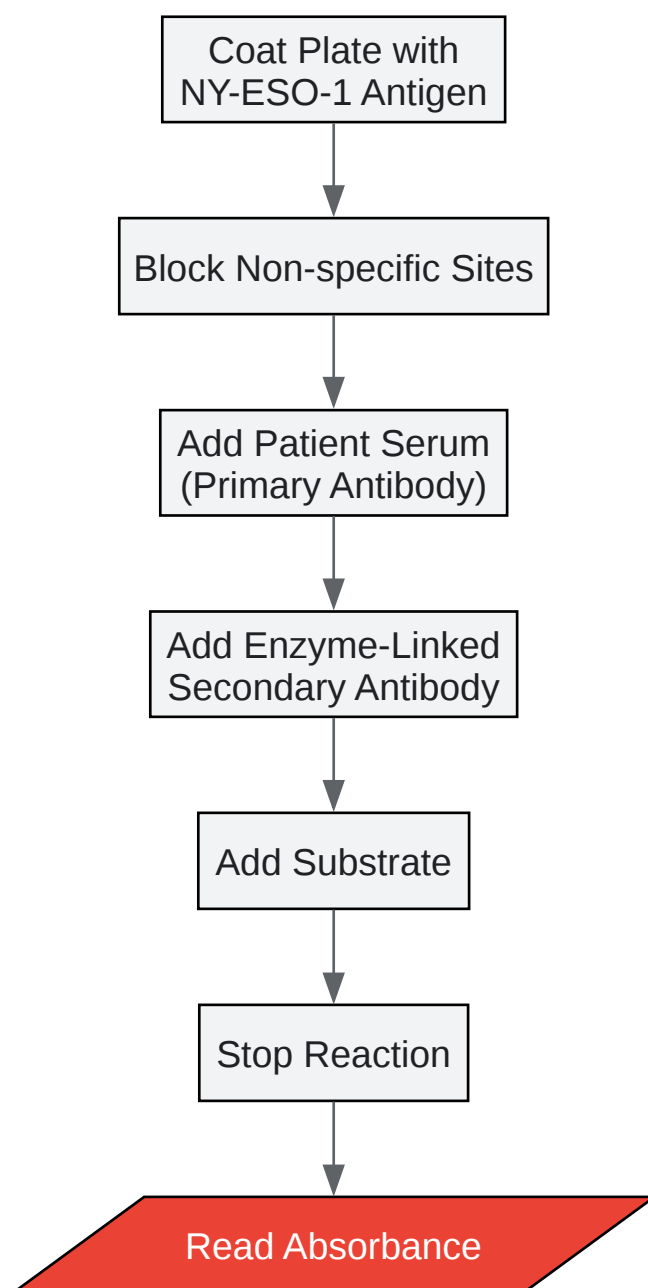 Coat Plate with
NY-ESO-1 Antigen
Block Non-specific Sites
Add Patient Serum
(Primary Antibody)
Add Enzyme-Linked
Secondary Antibody
Add Substrate
Stop Reaction
Read Absorbance